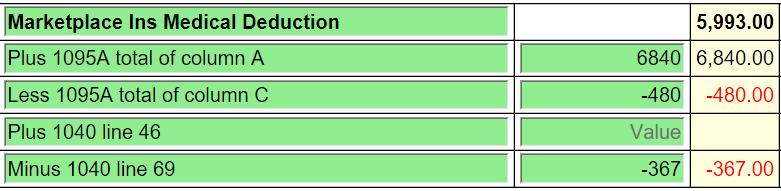 Marketplace Ins Medical Deduction 5,993.00
Plus 1095A total of column A 6840 6,840.00
Less 1095A total of column C -480 -480.00
Plus 1040 line 46 Value
Minus 1040 line 69 -367 -367.00